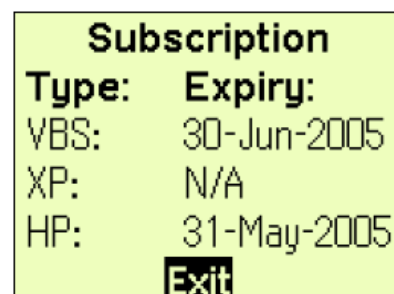 Subscription
Type: Expiry:
VBS: 30-Jun-2005
XP: N/A
HP: 31-May-2005
Exit